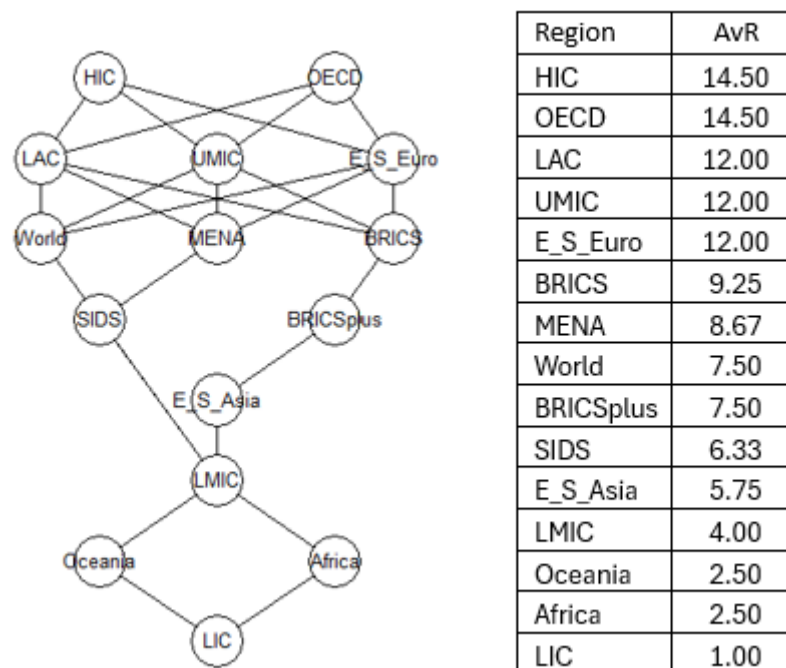 HIC OECD
LAC UMIC E_S_Euro
World MENA BRICS
SIDS BRICSplus
E_S_Asia
LMIC
Oceania Africa
LIC
Region AvR
HIC 14.50
OECD 14.50
LAC 12.00
UMIC 12.00
E_S_Euro 12.00
BRICS 9.25
MENA 8.67
World 7.50
BRICSplus 7.50
SIDS 6.33
E_S_Asia 5.75
LMIC 4.00
Oceania 2.50
Africa 2.50
LIC 1.00